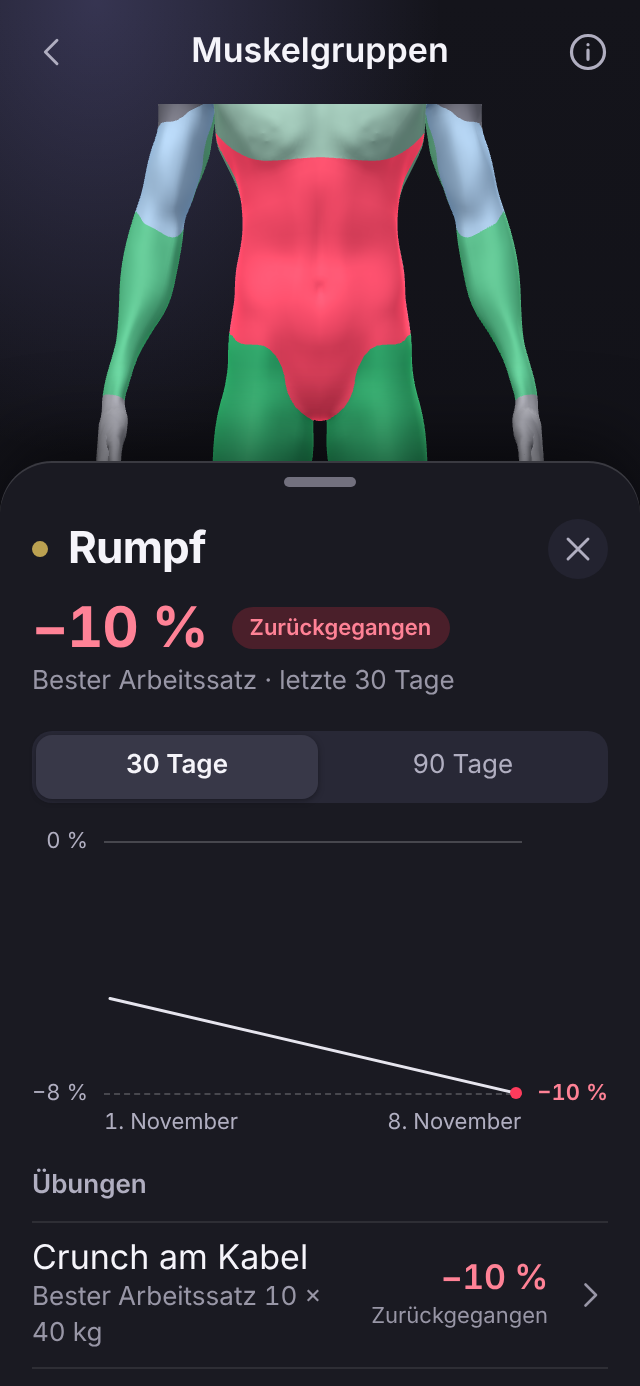 Muskelgruppen
Rumpf
−10 % Zurückgegangen
Bester Arbeitssatz · letzte 30 Tage
30 Tage 90 Tage
0 %
−8 % −10 %
1. November 8. November
Übungen
Crunch am Kabel
Bester Arbeitssatz 10 ×
40 kg
−10 %
Zurückgegangen